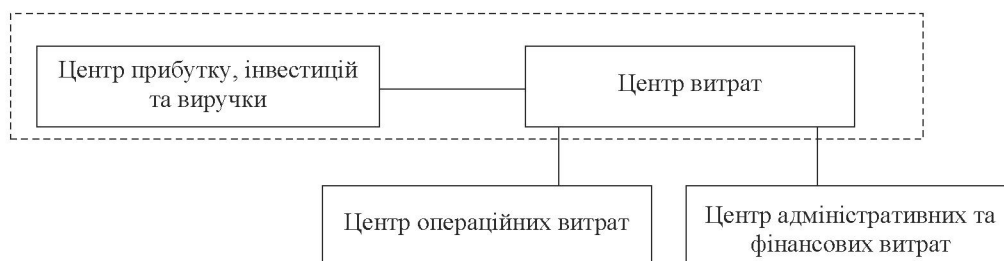 Центр прибутку, інвестицій
та виручки
Центр витрат
Центр операційних витрат
Центр адміністративних та
фінансових витрат